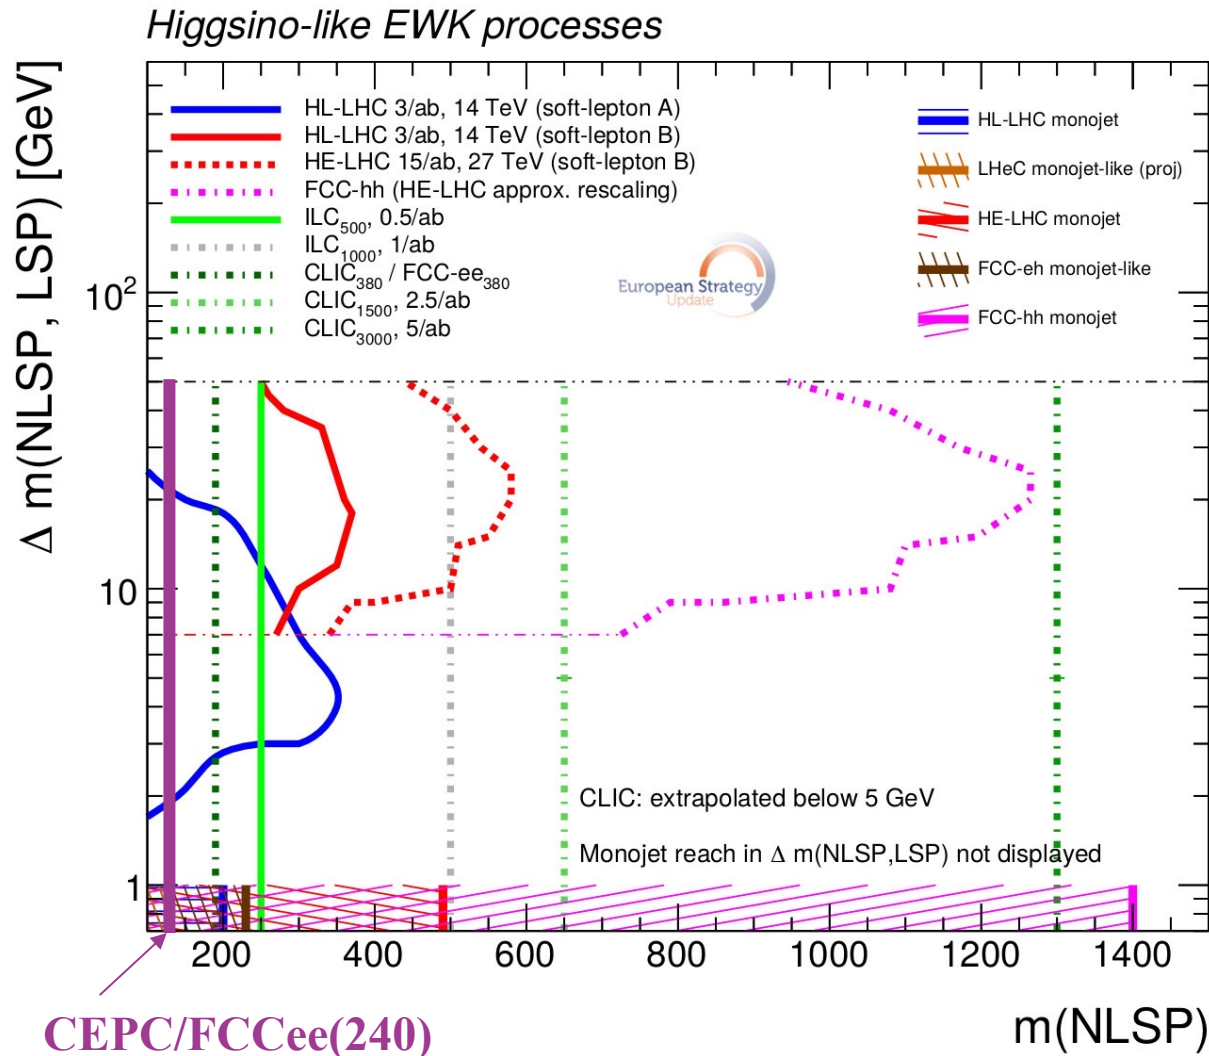 Higgsino-like EWK processes
Δ m(NLSP, LSP) [GeV]
HL-LHC 3/ab, 14 TeV (soft-lepton A)
HL-LHC 3/ab, 14 TeV (soft-lepton B)
HE-LHC 15/ab, 27 TeV (soft-lepton B)
FCC-hh (HE-LHC approx. rescaling)
ILC500, 0.5/ab
ILC1000, 1/ab
CLIC380 / FCC-ee380
CLIC1500, 2.5/ab
CLIC3000, 5/ab
HL-LHC monojet
LHeC monojet-like (proj)
HE-LHC monojet
FCC-eh monojet-like
FCC-hh monojet
European Strategy
Update
10²
10
1
CLIC: extrapolated below 5 GeV
Monojet reach in Δ m(NLSP,LSP) not displayed
200 400 600 800 1000 1200 1400
CEPC/FCCee(240)
m(NLSP)